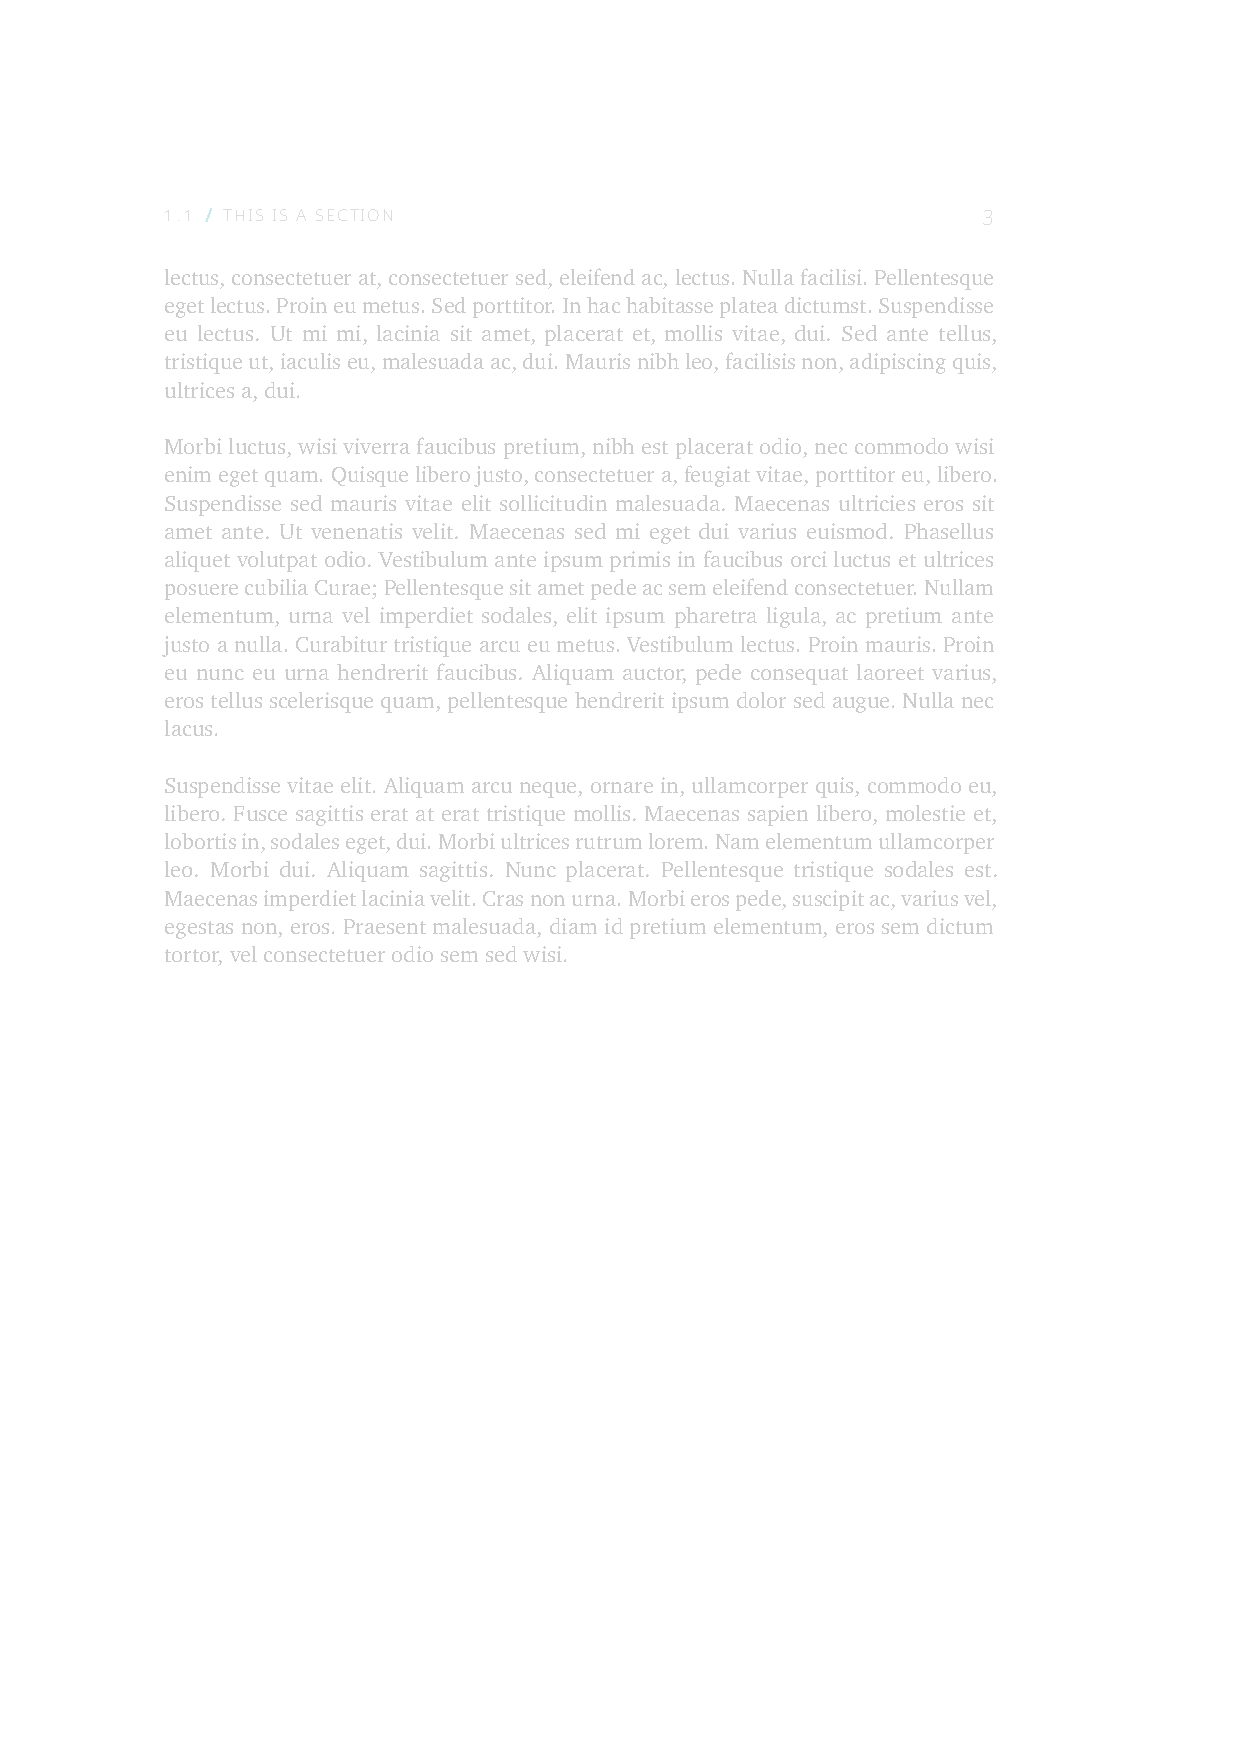 1.1 / THIS IS A SECTION 3
lectus, consectetuer at, consectetuer sed, eleifend ac, lectus. Nulla facilisi. Pellentesque
eget lectus. Proin eu metus. Sed porttitor. In hac habitasse platea dictumst. Suspendisse
eu lectus. Ut mi mi, lacinia sit amet, placerat et, mollis vitae, dui. Sed ante tellus,
tristique ut, iaculis eu, malesuada ac, dui. Mauris nibh leo, facilisis non, adipiscing quis,
ultrices a, dui.
Morbi luctus, wisi viverra faucibus pretium, nibh est placerat odio, nec commodo wisi
enim eget quam. Quisque libero justo, consectetuer a, feugiat vitae, porttitor eu, libero.
Suspendisse sed mauris vitae elit sollicitudin malesuada. Maecenas ultricies eros sit
amet ante. Ut venenatis velit. Maecenas sed mi eget dui varius euismod. Phasellus
aliquet volutpat odio. Vestibulum ante ipsum primis in faucibus orci luctus et ultrices
posuere cubilia Curae; Pellentesque sit amet pede ac sem eleifend consectetuer. Nullam
elementum, urna vel imperdiet sodales, elit ipsum pharetra ligula, ac pretium ante
justo a nulla. Curabitur tristique arcu eu metus. Vestibulum lectus. Proin mauris. Proin
eu nunc eu urna hendrerit faucibus. Aliquam auctor, pede consequat laoreet varius,
eros tellus scelerisque quam, pellentesque hendrerit ipsum dolor sed augue. Nulla nec
lacus.
Suspendisse vitae elit. Aliquam arcu neque, ornare in, ullamcorper quis, commodo eu,
libero. Fusce sagittis erat at erat tristique mollis. Maecenas sapien libero, molestie et,
lobortis in, sodales eget, dui. Morbi ultrices rutrum lorem. Nam elementum ullamcorper
leo. Morbi dui. Aliquam sagittis. Nunc placerat. Pellentesque tristique sodales est.
Maecenas imperdiet lacinia velit. Cras non urna. Morbi eros pede, suscipit ac, varius vel,
egestas non, eros. Praesent malesuada, diam id pretium elementum, eros sem dictum
tortor, vel consectetuer odio sem sed wisi.